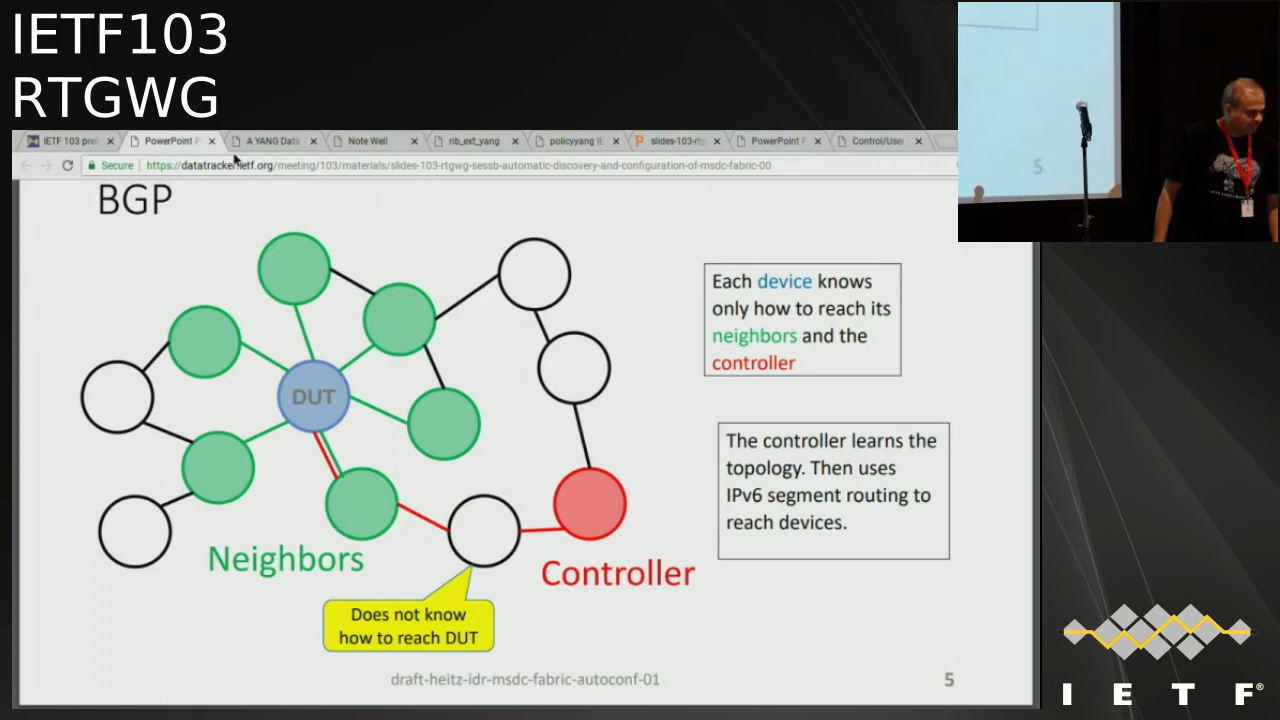 IETF103
RTGWG
IETF 103 preli
PowerPoint P
A YANG Data
Note Well
rib_ext_yang
policyyang IE
slides-103-rtg
PowerPoint P
Control/User
Secure
https://datatracker.ietf.org/meeting/103/materials/slides-103-rtgwg-sessb-automatic-discovery-and-configuration-of-msdc-fabric-00
BGP
Each device knows
only how to reach its
neighbors and the
controller
DUT
The controller learns the
topology. Then uses
IPv6 segment routing to
reach devices.
Neighbors
Controller
Does not know
how to reach DUT
draft-heitz-idr-msdc-fabric-autoconf-01
5
5
I E T F®